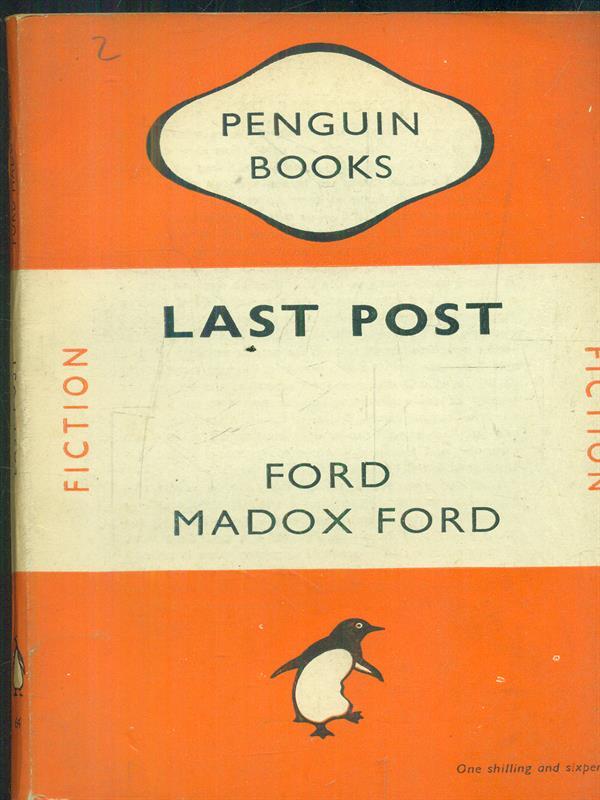 2
PENGUIN
BOOKS
LAST POST
FICTION
FICTION
FORD
MADOX FORD
One shilling and sixpen